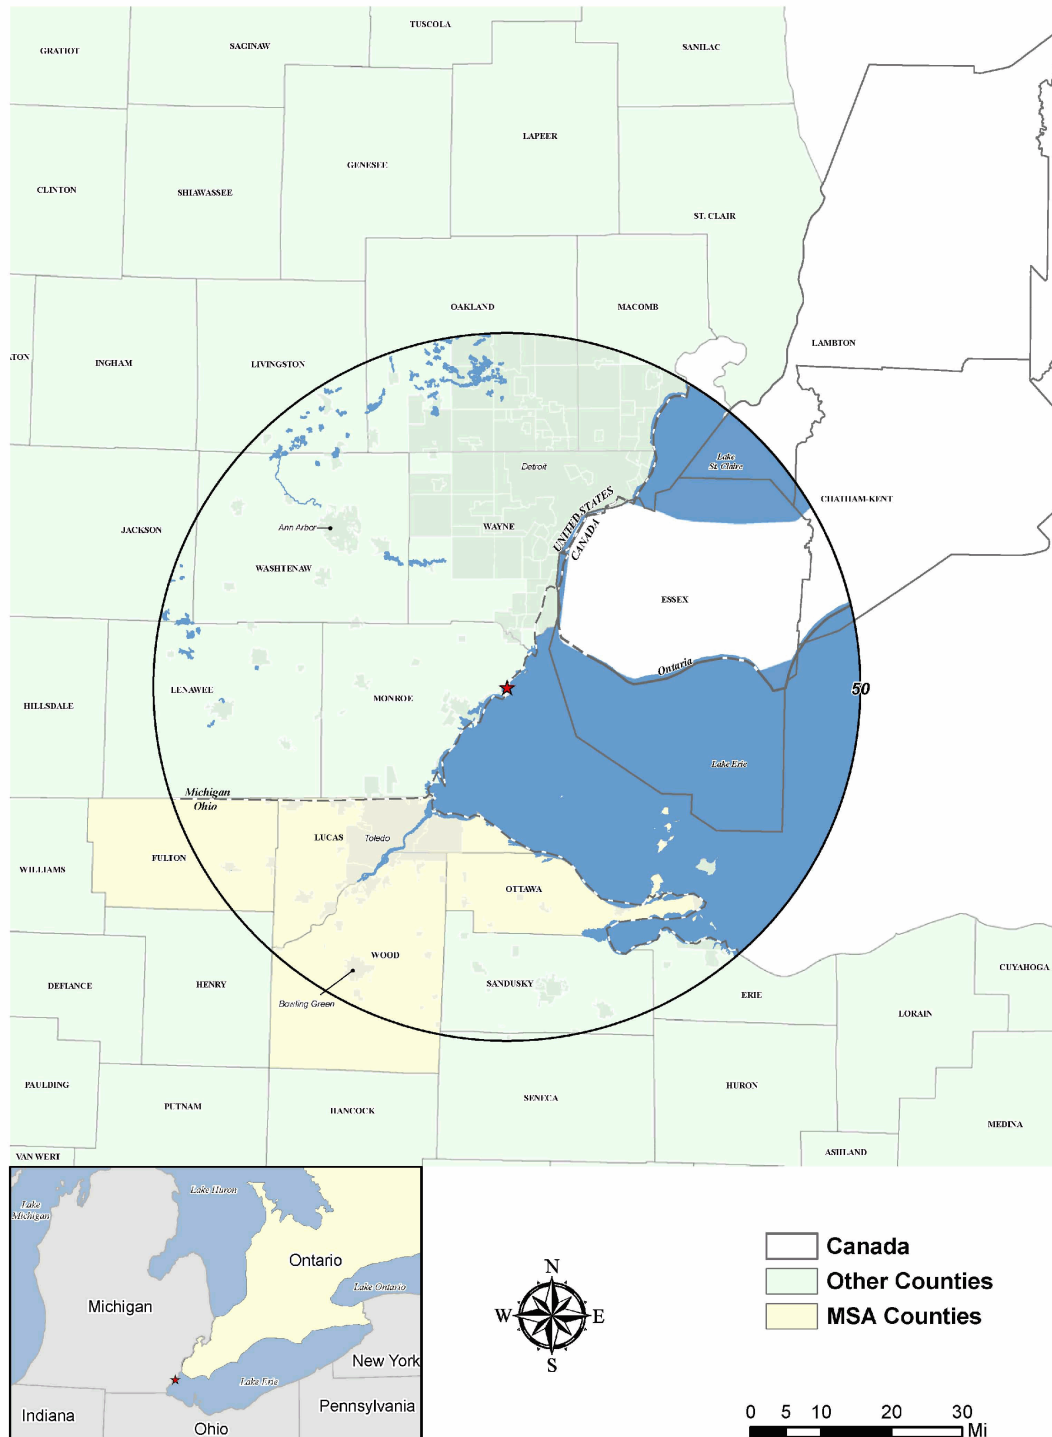 TUSCOLA
GRATIOT
SAGINAW
SANILAC
LAPEER
GENESEE
CLINTON
SHIAWASSEE
ST. CLAIR
OAKLAND
MACOMB
LAMBTON
ATON
INGHAM
LIVINGSTON
Lake
St. Claire
Detroit
CHATHAM-KENT
JACKSON
Ann Arbor
WAYNE
UNITED STATES
CANADA
WASHTENAW
ESSEX
Ontario
LENAWEE
MONROE
50
HILLSDALE
Lake Erie
Michigan
Ohio
LUCAS
Toledo
FULTON
WILLIAMS
OTTAWA
WOOD
CUYAHOGA
DEFIANCE
HENRY
SANDUSKY
ERIE
Bowling Green
LORAIN
PAULDING
HURON
SENECA
PUTNAM
HANCOCK
MEDINA
VAN WERT
ASHLAND
Lake
Michigan
Lake Huron
Ontario
Lake Ontario
Michigan
New York
Lake Erie
Pennsylvania
Indiana
Ohio
N
W
E
S
Canada
Other Counties
MSA Counties
0 5 10 20 30
Mi